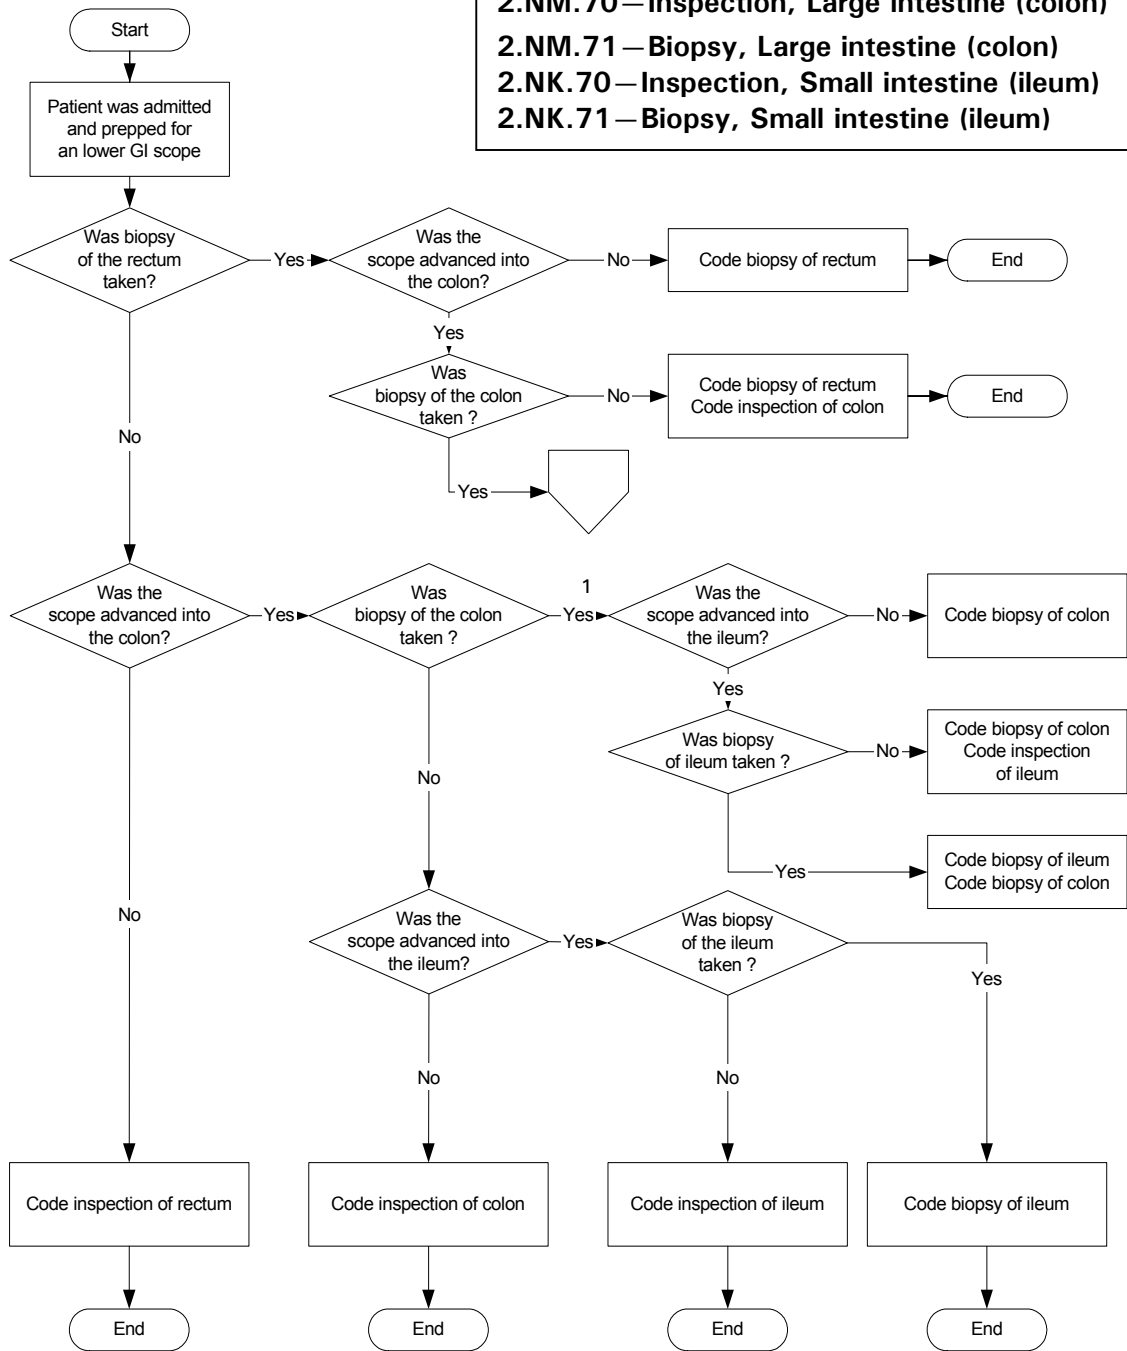 2.NM.70—Inspection, Large intestine (colon)
2.NM.71—Biopsy, Large intestine (colon)
2.NK.70—Inspection, Small intestine (ileum)
2.NK.71—Biopsy, Small intestine (ileum)
Start
Patient was admitted
and prepped for
an lower GI scope
Was biopsy
of the rectum
taken?
Yes
Was the
scope advanced into
the colon?
No
Code biopsy of rectum
End
Yes
Was
biopsy of the colon
taken ?
No
Code biopsy of rectum
Code inspection of colon
End
No
Yes
Was the
scope advanced into
the colon?
Yes
Was
biopsy of the colon
taken ?
1
Yes
Was the
scope advanced into
the ileum?
No
Code biopsy of colon
Yes
Was biopsy
of ileum taken ?
No
Code biopsy of colon
Code inspection
of ileum
No
Yes
Code biopsy of ileum
Code biopsy of colon
No
Was the
scope advanced into
the ileum?
Yes
Was biopsy
of the ileum
taken ?
Yes
No
No
Code inspection of rectum
Code inspection of colon
Code inspection of ileum
Code biopsy of ileum
End
End
End
End